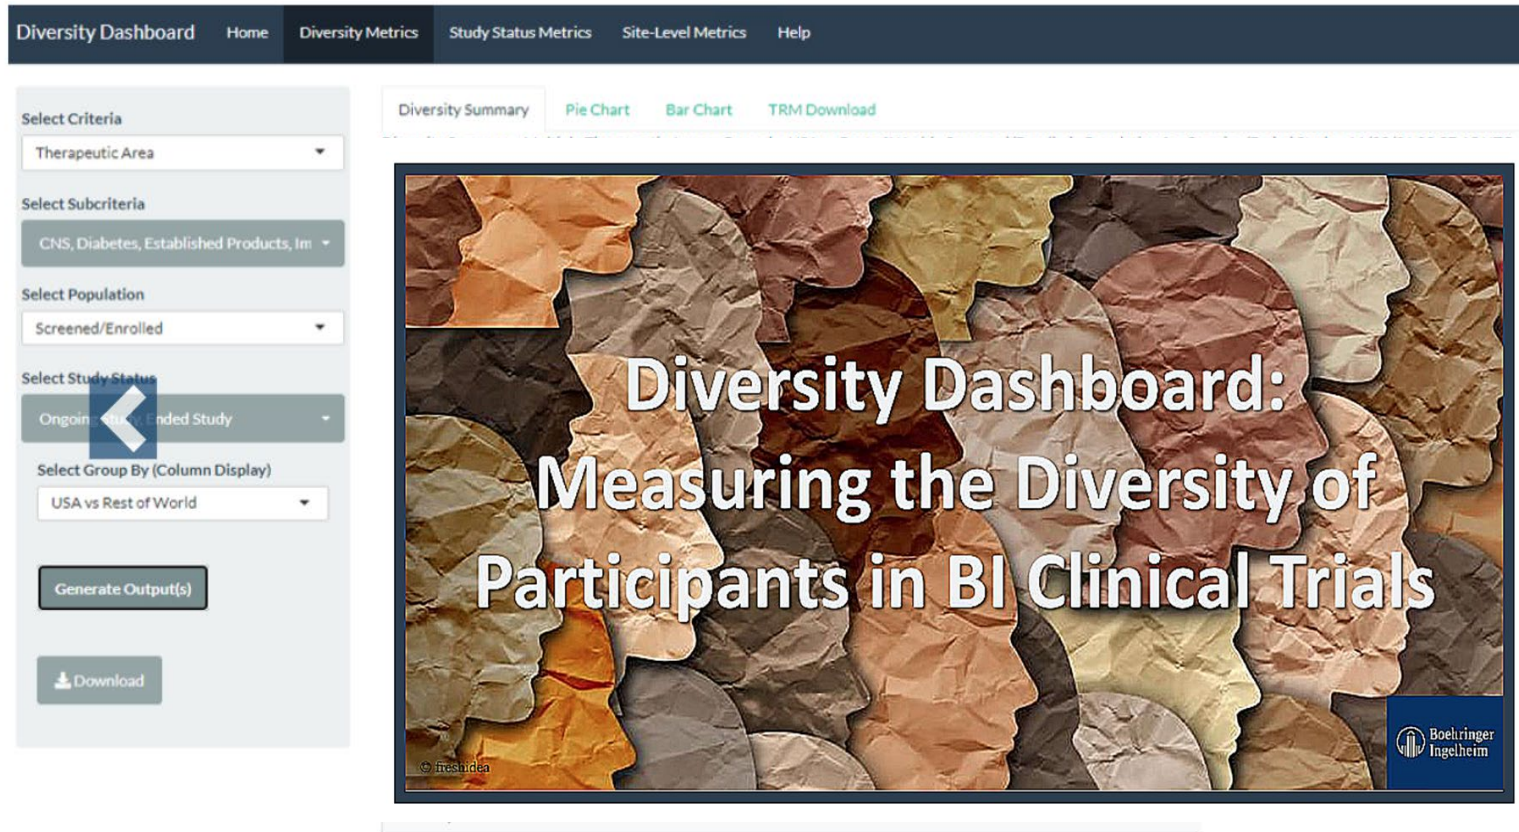 Diversity Dashboard Home Diversity Metrics Study Status Metrics Site-Level Metrics Help
Select Criteria
Therapeutic Area
Select Subcriteria
CNS, Diabetes, Established Products, Im
Select Population
Screened/Enrolled
Select Study Status
Ongoing Study, Ended Study
Select Group By (Column Display)
USA vs Rest of World
Generate Output(s)
Download
Diversity Summary Pie Chart Bar Chart TRM Download
Diversity Dashboard:
Measuring the Diversity of
Participants in BI Clinical Trials
© freshidea
Boehringer
Ingelheim